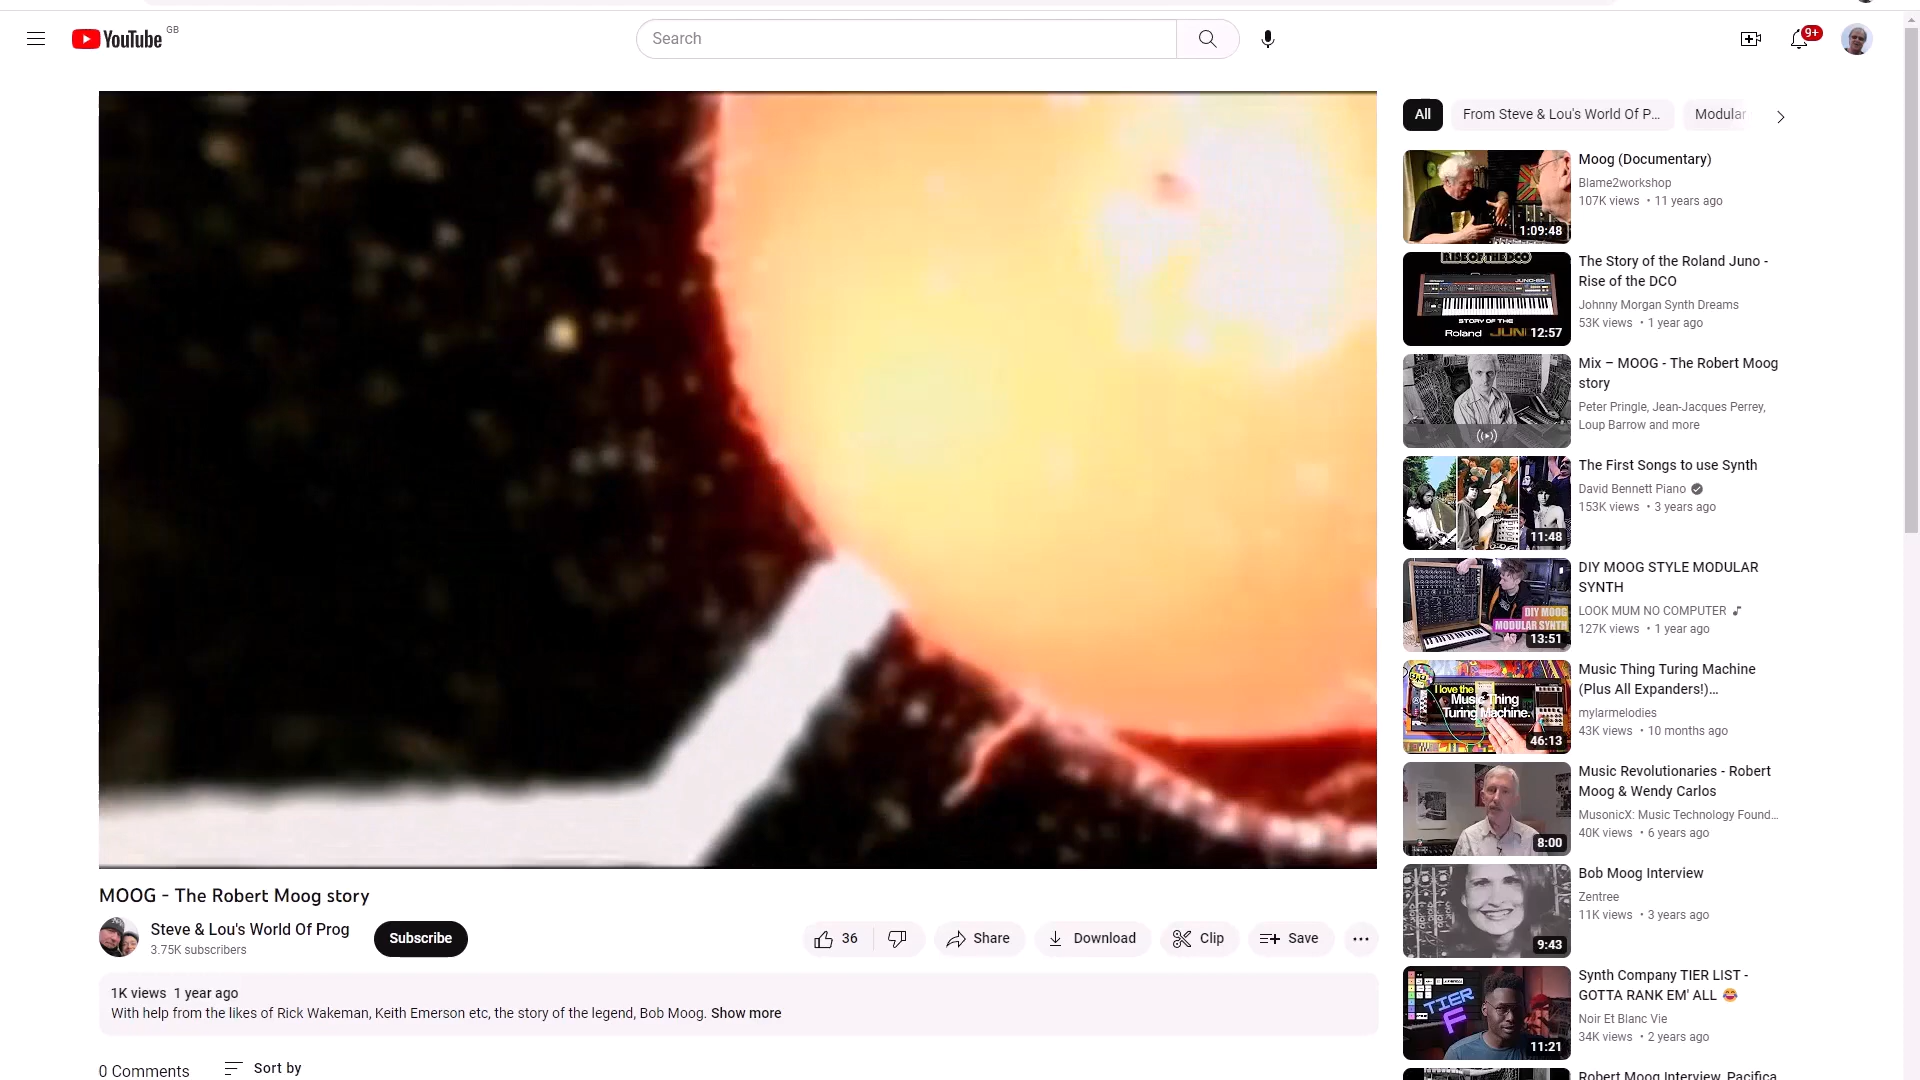 YouTube GB
Search
9+
All
From Steve & Lou's World Of P...
Modular
Moog (Documentary)
Blame2workshop
107K views • 11 years ago
1:09:48
RISE OF THE DCO
JUNO-60
STORY OF THE
Roland JUN
12:57
The Story of the Roland Juno -
Rise of the DCO
Johnny Morgan Synth Dreams
53K views • 1 year ago
Mix – MOOG - The Robert Moog
story
Peter Pringle, Jean-Jacques Perrey,
Loup Barrow and more
The First Songs to use Synth
David Bennett Piano
153K views • 3 years ago
11:48
DIY MOOG STYLE MODULAR
SYNTH
LOOK MUM NO COMPUTER
127K views • 1 year ago
DIY MOOG
MODULAR SYNTH
13:51
Music Thing Turing Machine
(Plus All Expanders!)...
mylarmelodies
43K views • 10 months ago
I love the
Music Thing
Turing Machine.
46:13
Music Revolutionaries - Robert
Moog & Wendy Carlos
MusonicX: Music Technology Found...
40K views • 6 years ago
8:00
Bob Moog Interview
Zentree
11K views • 3 years ago
9:43
Synth Company TIER LIST -
GOTTA RANK EM' ALL 😂
Noir Et Blanc Vie
34K views • 2 years ago
TIER
F
11:21
Robert Moog Interview, Pacifica
MOOG - The Robert Moog story
Steve & Lou's World Of Prog
3.75K subscribers
Subscribe
36
Share
Download
Clip
Save
1K views 1 year ago
With help from the likes of Rick Wakeman, Keith Emerson etc, the story of the legend, Bob Moog. Show more
0 Comments
Sort by